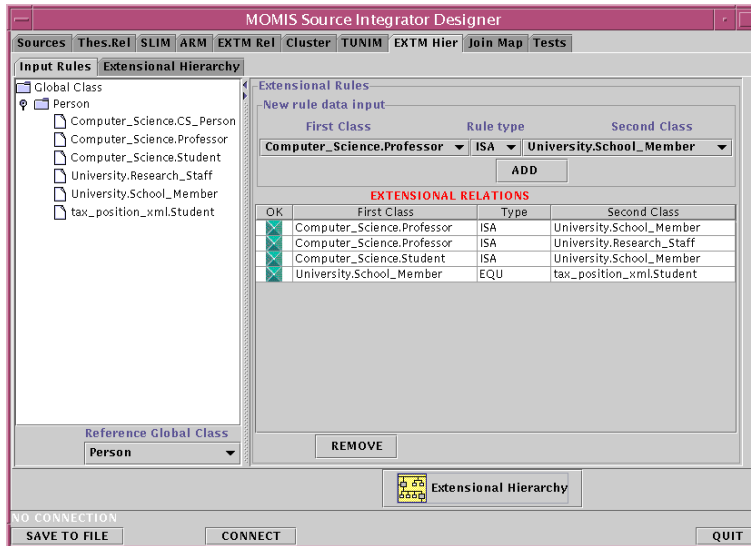 MOMIS Source Integrator Designer
Sources Thes.Rel SLIM ARM EXTM Rel Cluster TUNIM EXTM Hier Join Map Tests
Input Rules Extensional Hierarchy
Global Class
Person
Computer_Science.CS_Person
Computer_Science.Professor
Computer_Science.Student
University.Research_Staff
University.School_Member
tax_position_xml.Student
Reference Global Class
Person
Extensional Rules
New rule data input
First Class Rule type Second Class
Computer_Science.Professor ISA University.School_Member
ADD
EXTENSIONAL RELATIONS
OK First Class Type Second Class
Computer_Science.Professor ISA University.School_Member
Computer_Science.Professor ISA University.Research_Staff
Computer_Science.Student ISA University.School_Member
University.School_Member EQU tax_position_xml.Student
REMOVE
Extensional Hierarchy
NO CONNECTION
SAVE TO FILE CONNECT QUIT